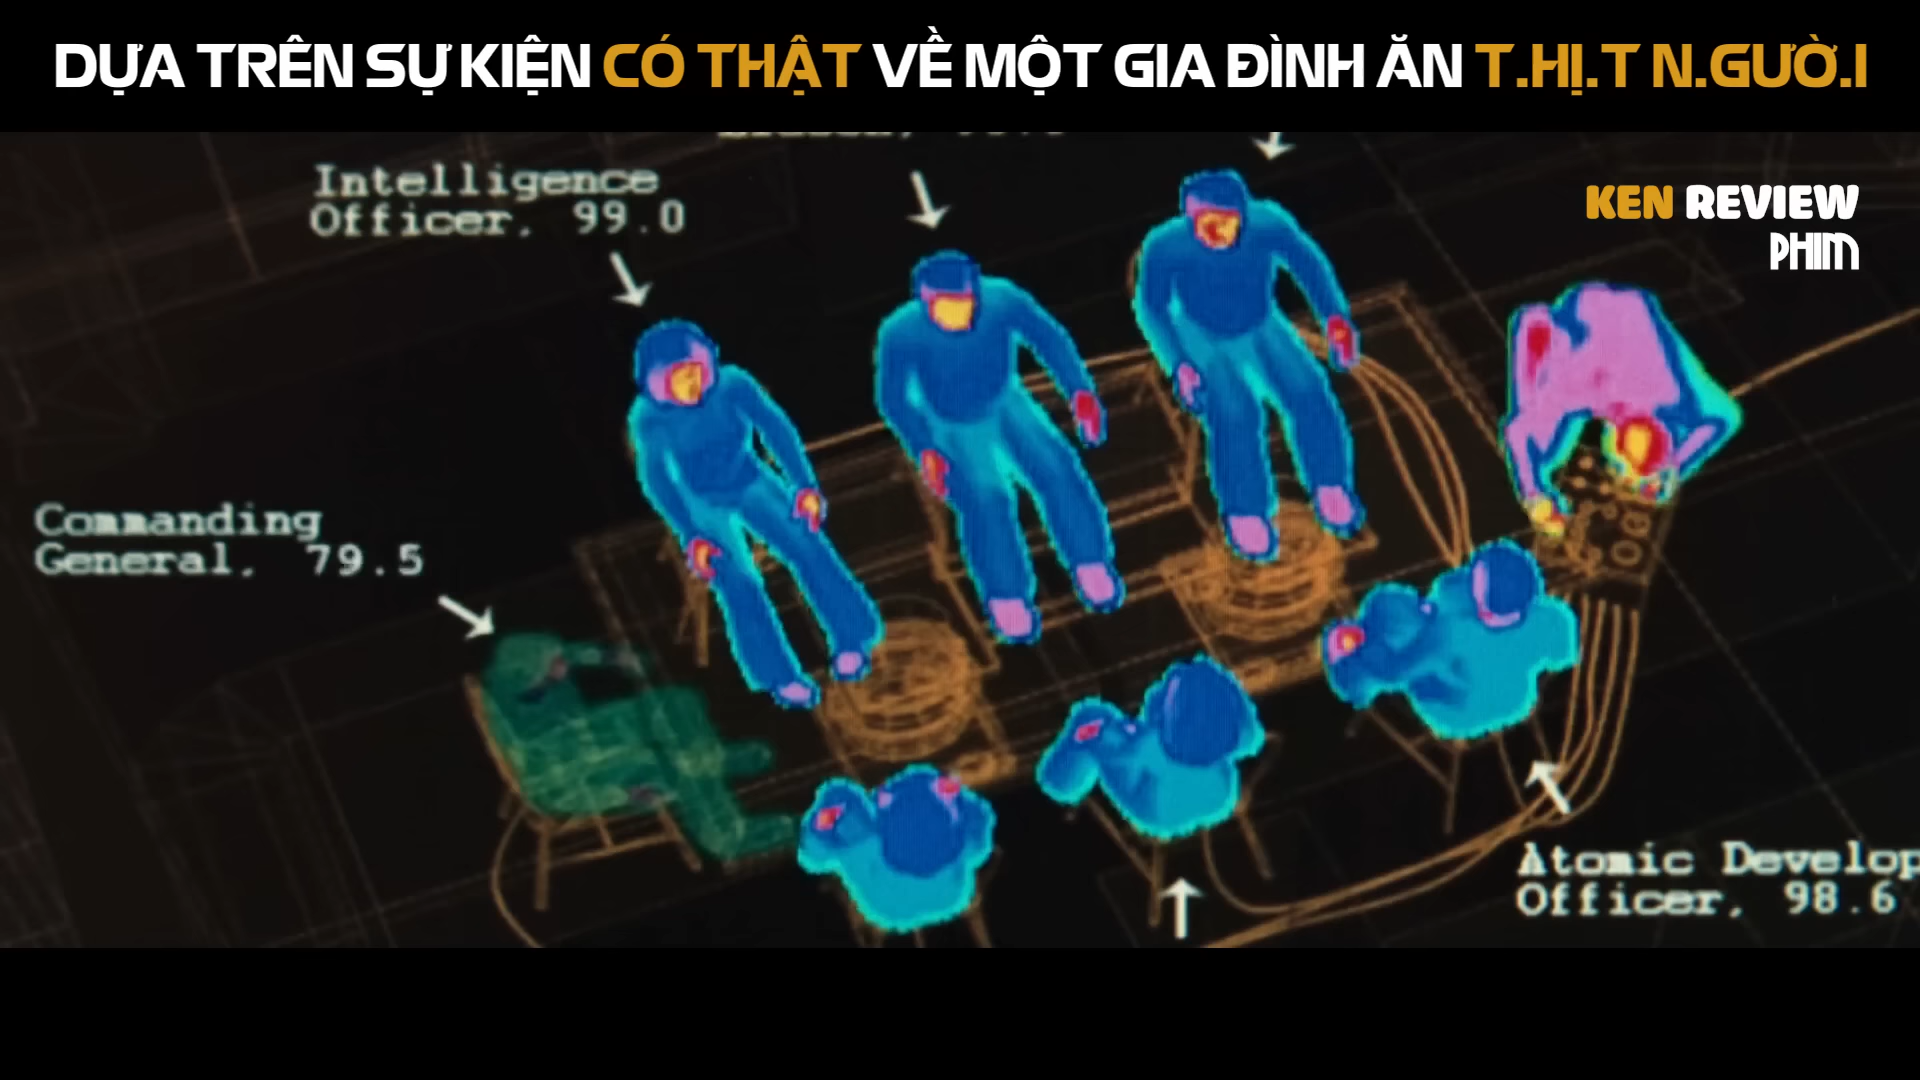 DỰA TRÊN SỰ KIỆN CÓ THẬT VỀ MỘT GIA ĐÌNH ĂN T.HỊ.T N.GƯỜ.I
Intelligence
Officer, 99.0
KEN REVIEW
PHIM
Commanding
General, 79.5
Atomic Develop
Officer, 98.6